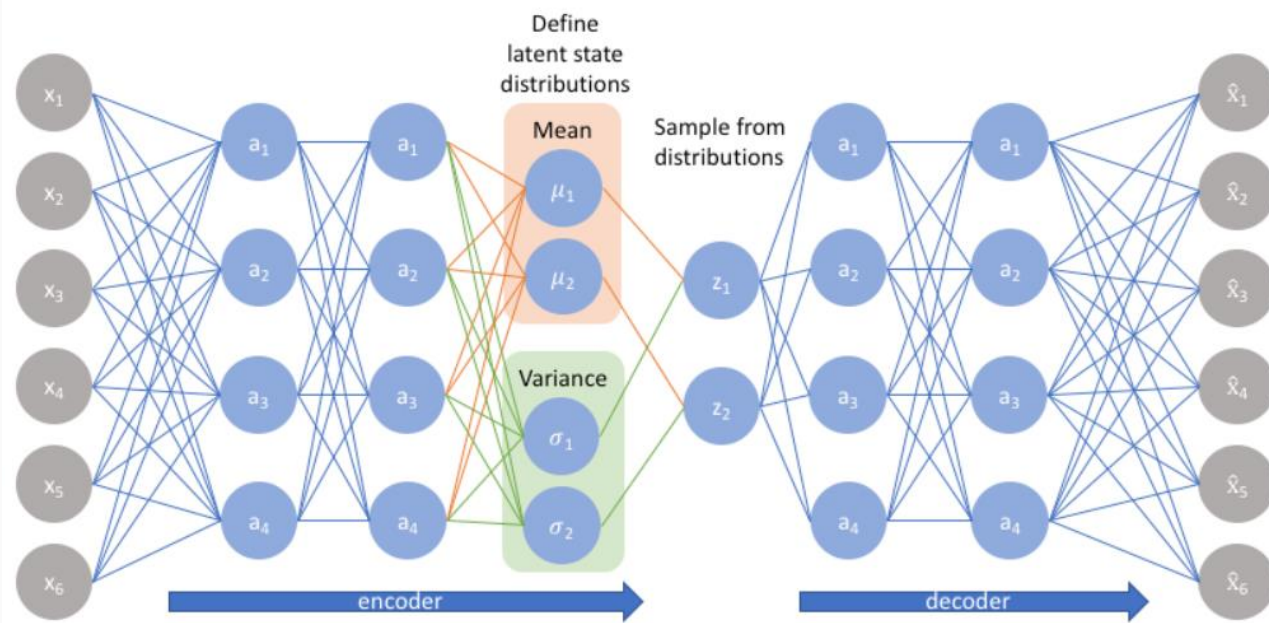 Define
latent state
distributions
Mean
Sample from
distributions
Variance
x₁
x₂
x₃
x₄
x₅
x₆
a₁
a₂
a₃
a₄
a₁
a₂
a₃
a₄
μ₁
μ₂
σ₁
σ₂
z₁
z₂
a₁
a₂
a₃
a₄
a₁
a₂
a₃
a₄
x̂₁
x̂₂
x̂₃
x̂₄
x̂₅
x̂₆
encoder
decoder